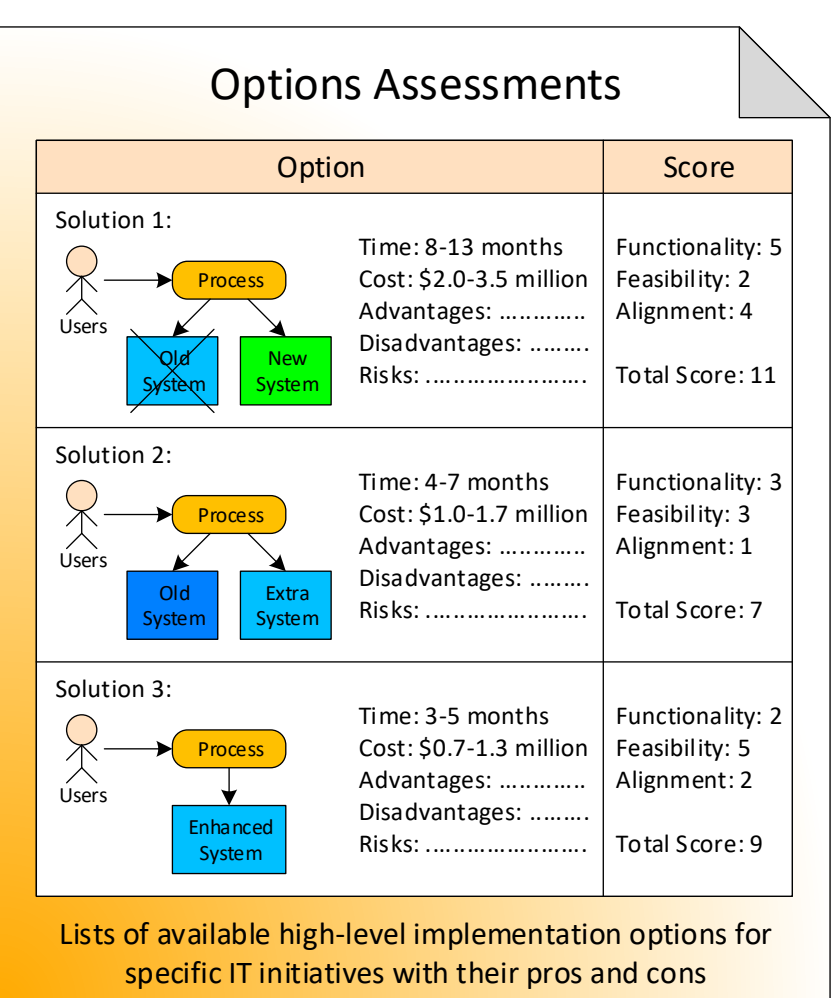 Options Assessments
Option
Score
Solution 1:
Users
Process
Old
System
New
System
Time: 8-13 months
Cost: $2.0-3.5 million
Advantages: .............
Disadvantages: .........
Risks: .......................
Functionality: 5
Feasibility: 2
Alignment: 4
Total Score: 11
Solution 2:
Users
Process
Old
System
Extra
System
Time: 4-7 months
Cost: $1.0-1.7 million
Advantages: .............
Disadvantages: .........
Risks: .......................
Functionality: 3
Feasibility: 3
Alignment: 1
Total Score: 7
Solution 3:
Users
Process
Enhanced
System
Time: 3-5 months
Cost: $0.7-1.3 million
Advantages: .............
Disadvantages: .........
Risks: .......................
Functionality: 2
Feasibility: 5
Alignment: 2
Total Score: 9
Lists of available high-level implementation options for
specific IT initiatives with their pros and cons